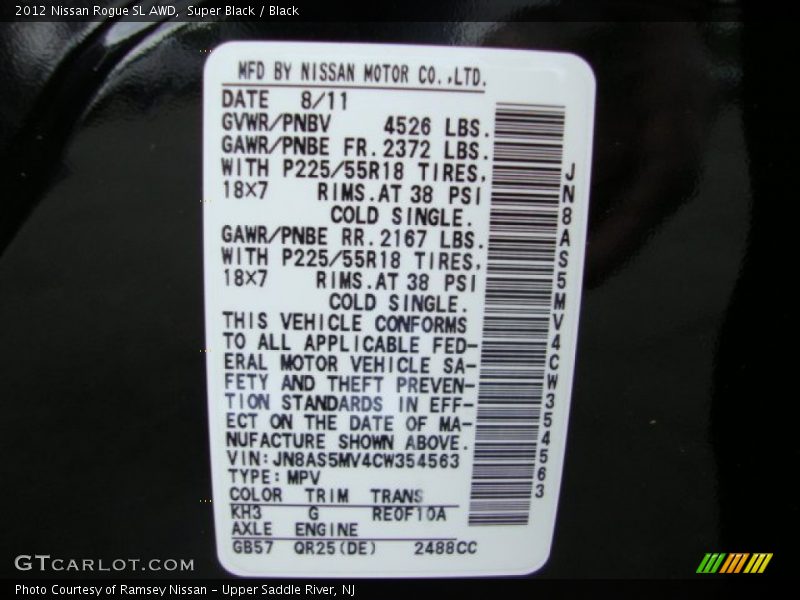 2012 Nissan Rogue SL AWD,  Super Black / Black
MFD BY NISSAN MOTOR CO.,LTD.
DATE 8/11
GVWR/PNBV 4526 LBS.
GAWR/PNBE FR.2372 LBS.
WITH P225/55R18 TIRES,
18X7 RIMS.AT 38 PSI
COLD SINGLE.
GAWR/PNBE RR.2167 LBS.
WITH P225/55R18 TIRES,
18X7 RIMS.AT 38 PSI
COLD SINGLE.
THIS VEHICLE CONFORMS
TO ALL APPLICABLE FED-
ERAL MOTOR VEHICLE SA-
FETY AND THEFT PREVEN-
TION STANDARDS IN EFF-
ECT ON THE DATE OF MA-
NUFACTURE SHOWN ABOVE.
VIN:JN8AS5MV4CW354563
TYPE:MPV
COLOR TRIM TRANS
KH3 G RE0F10A
AXLE ENGINE
GB57 QR25(DE) 2488CC
JN8AS5MV4CW354563
GTCARLOT.COM
Photo Courtesy of Ramsey Nissan - Upper Saddle River, NJ